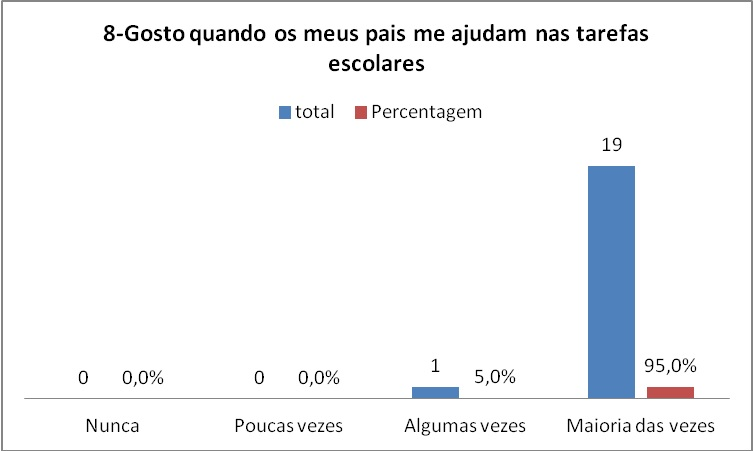 8-Gosto quando os meus pais me ajudam nas tarefas
escolares
total Percentagem
19
95,0%
1 5,0%
0 0,0% 0 0,0%
Nunca Poucas vezes Algumas vezes Maioria das vezes